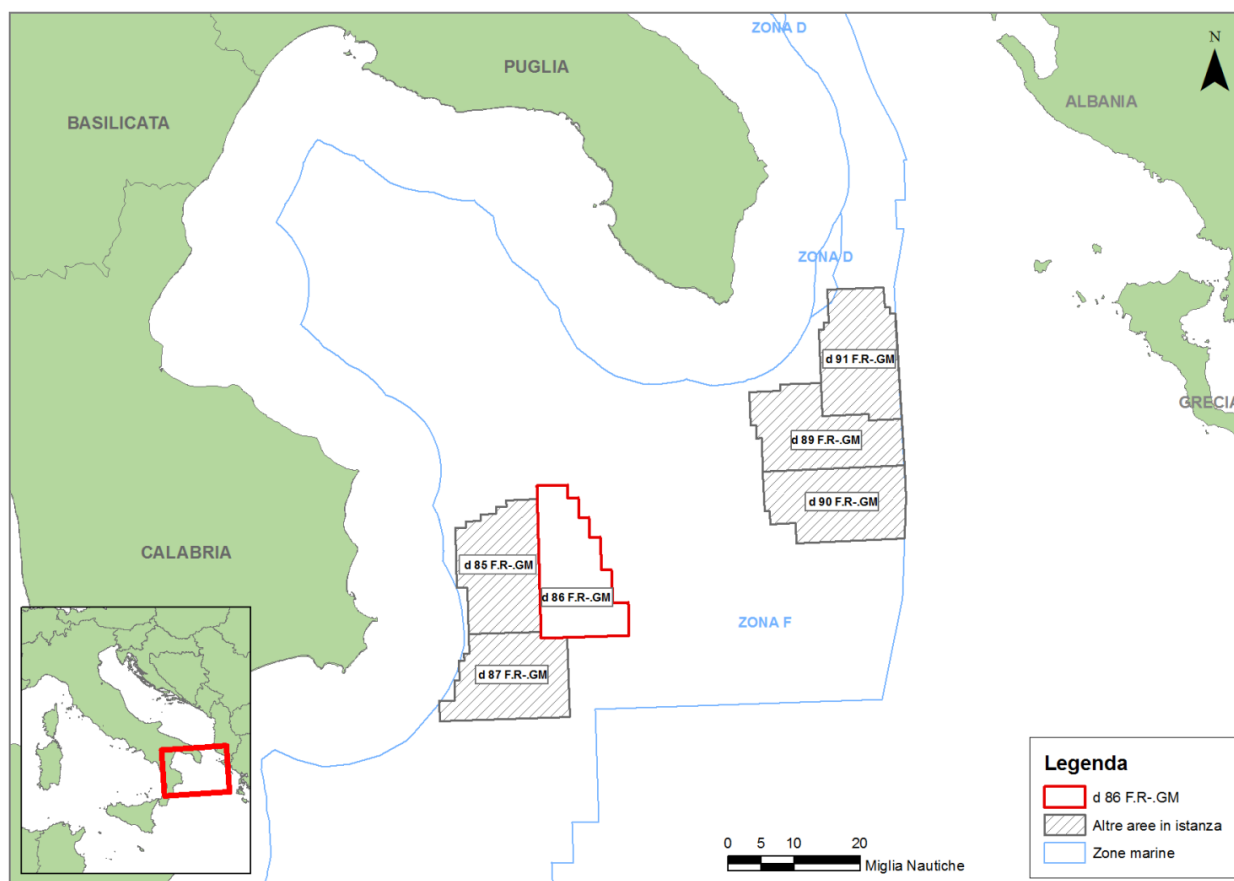 ZONA D
N
PUGLIA
ALBANIA
BASILICATA
ZONA D
d 91 F.R-.GM
GRECIA
d 89 F.R-.GM
d 90 F.R-.GM
CALABRIA
d 85 F.R-.GM
d 86 F.R-.GM
ZONA F
d 87 F.R-.GM
Legenda
d 86 F.R-.GM
Altre aree in istanza
Zone marine
0 5 10 20
Miglia Nautiche